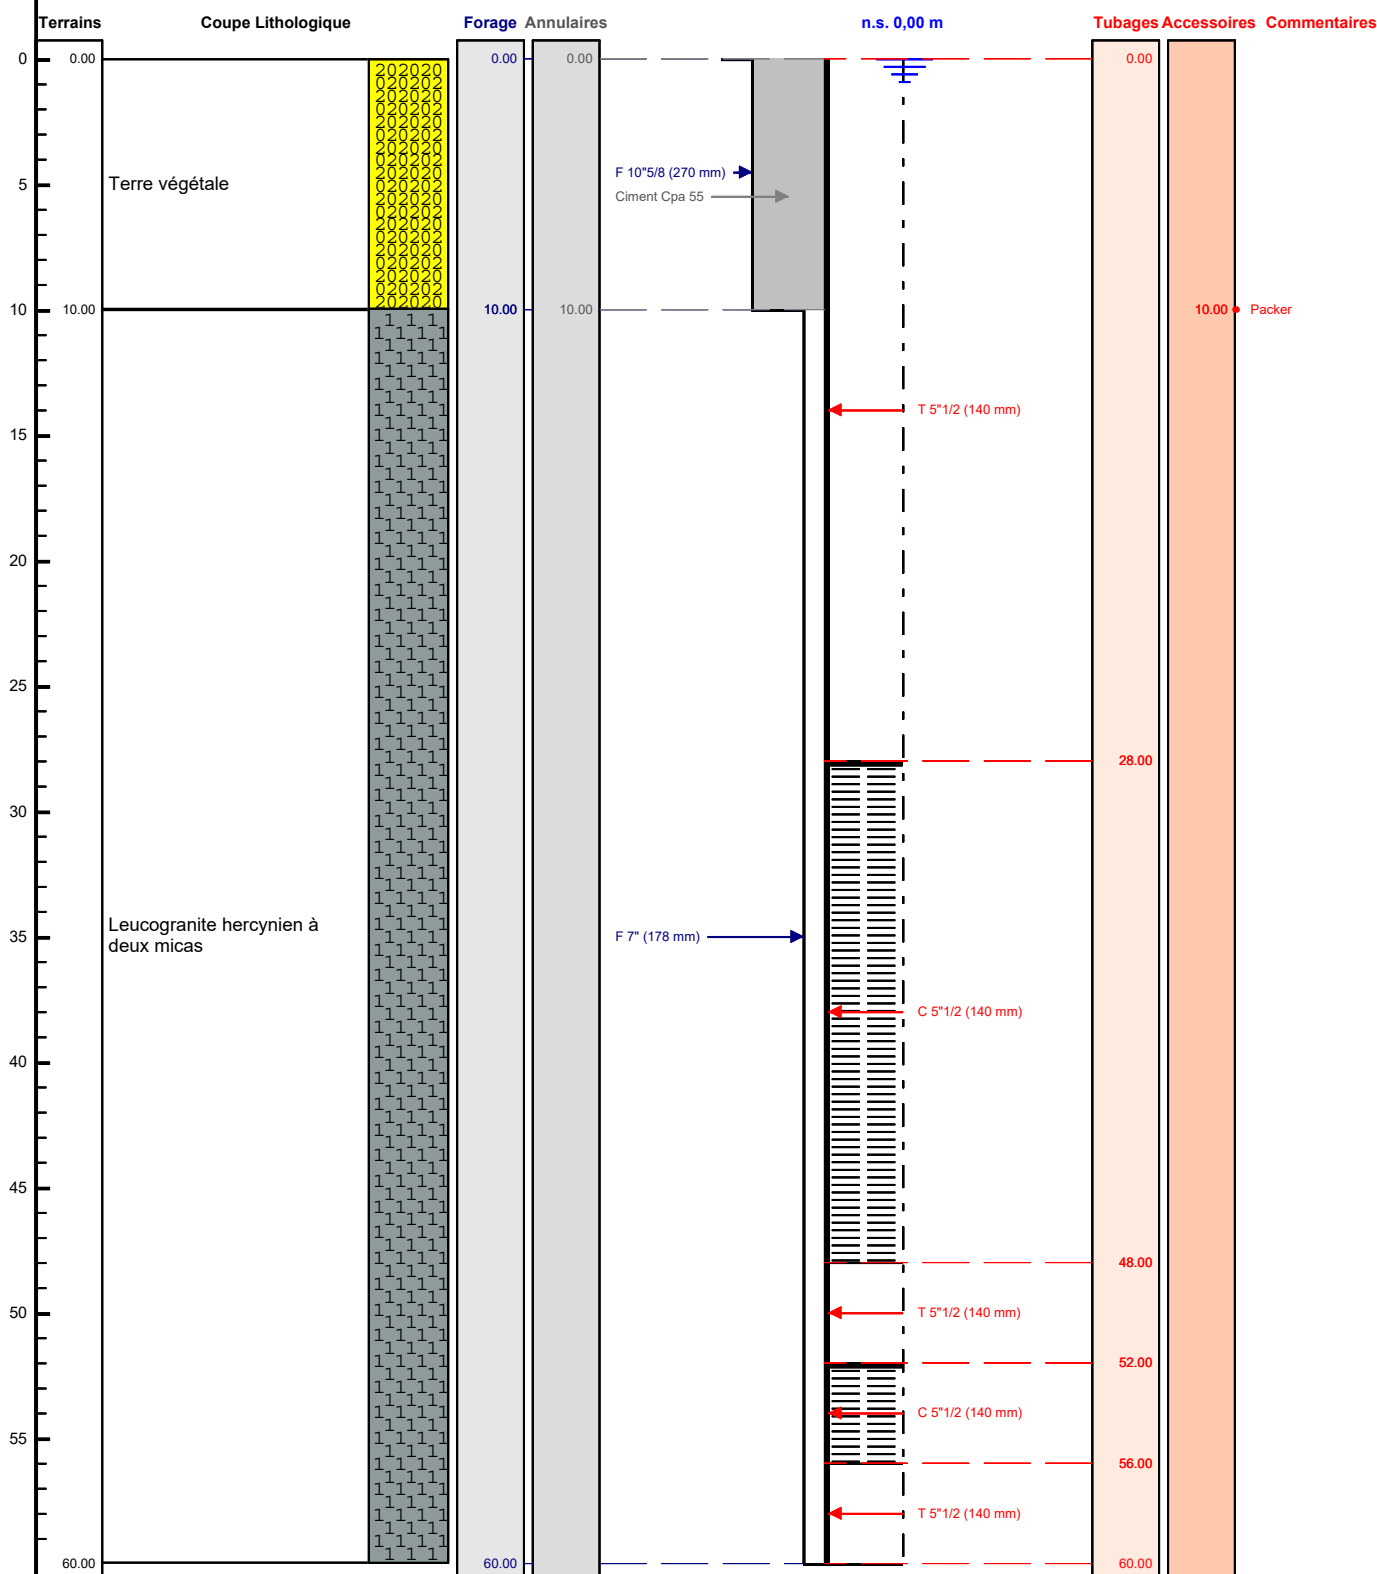 Terrains Coupe Lithologique Forage Annulaires n.s. 0,00 m Tubages Accessoires Commentaires
0 0.00 0.00 0.00 0.00
F 10"5/8 (270 mm)
5 Terre végétale
Ciment Cpa 55
10 10.00 10.00 10.00 10.00 Packer
T 5"1/2 (140 mm)
15
20
25
28.00
30
Leucogranite hercynien à
35 F 7" (178 mm)
deux micas
C 5"1/2 (140 mm)
40
45
48.00
50 T 5"1/2 (140 mm)
52.00
C 5"1/2 (140 mm)
55
56.00
T 5"1/2 (140 mm)
60.00 60.00 60.00